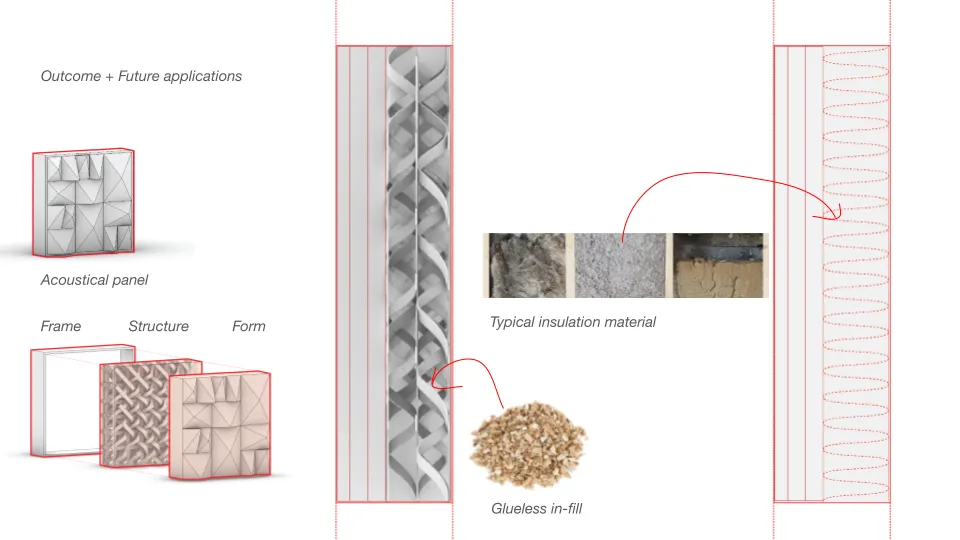 Outcome + Future applications
Acoustical panel
Frame Structure Form
Typical insulation material
Glueless in-fill